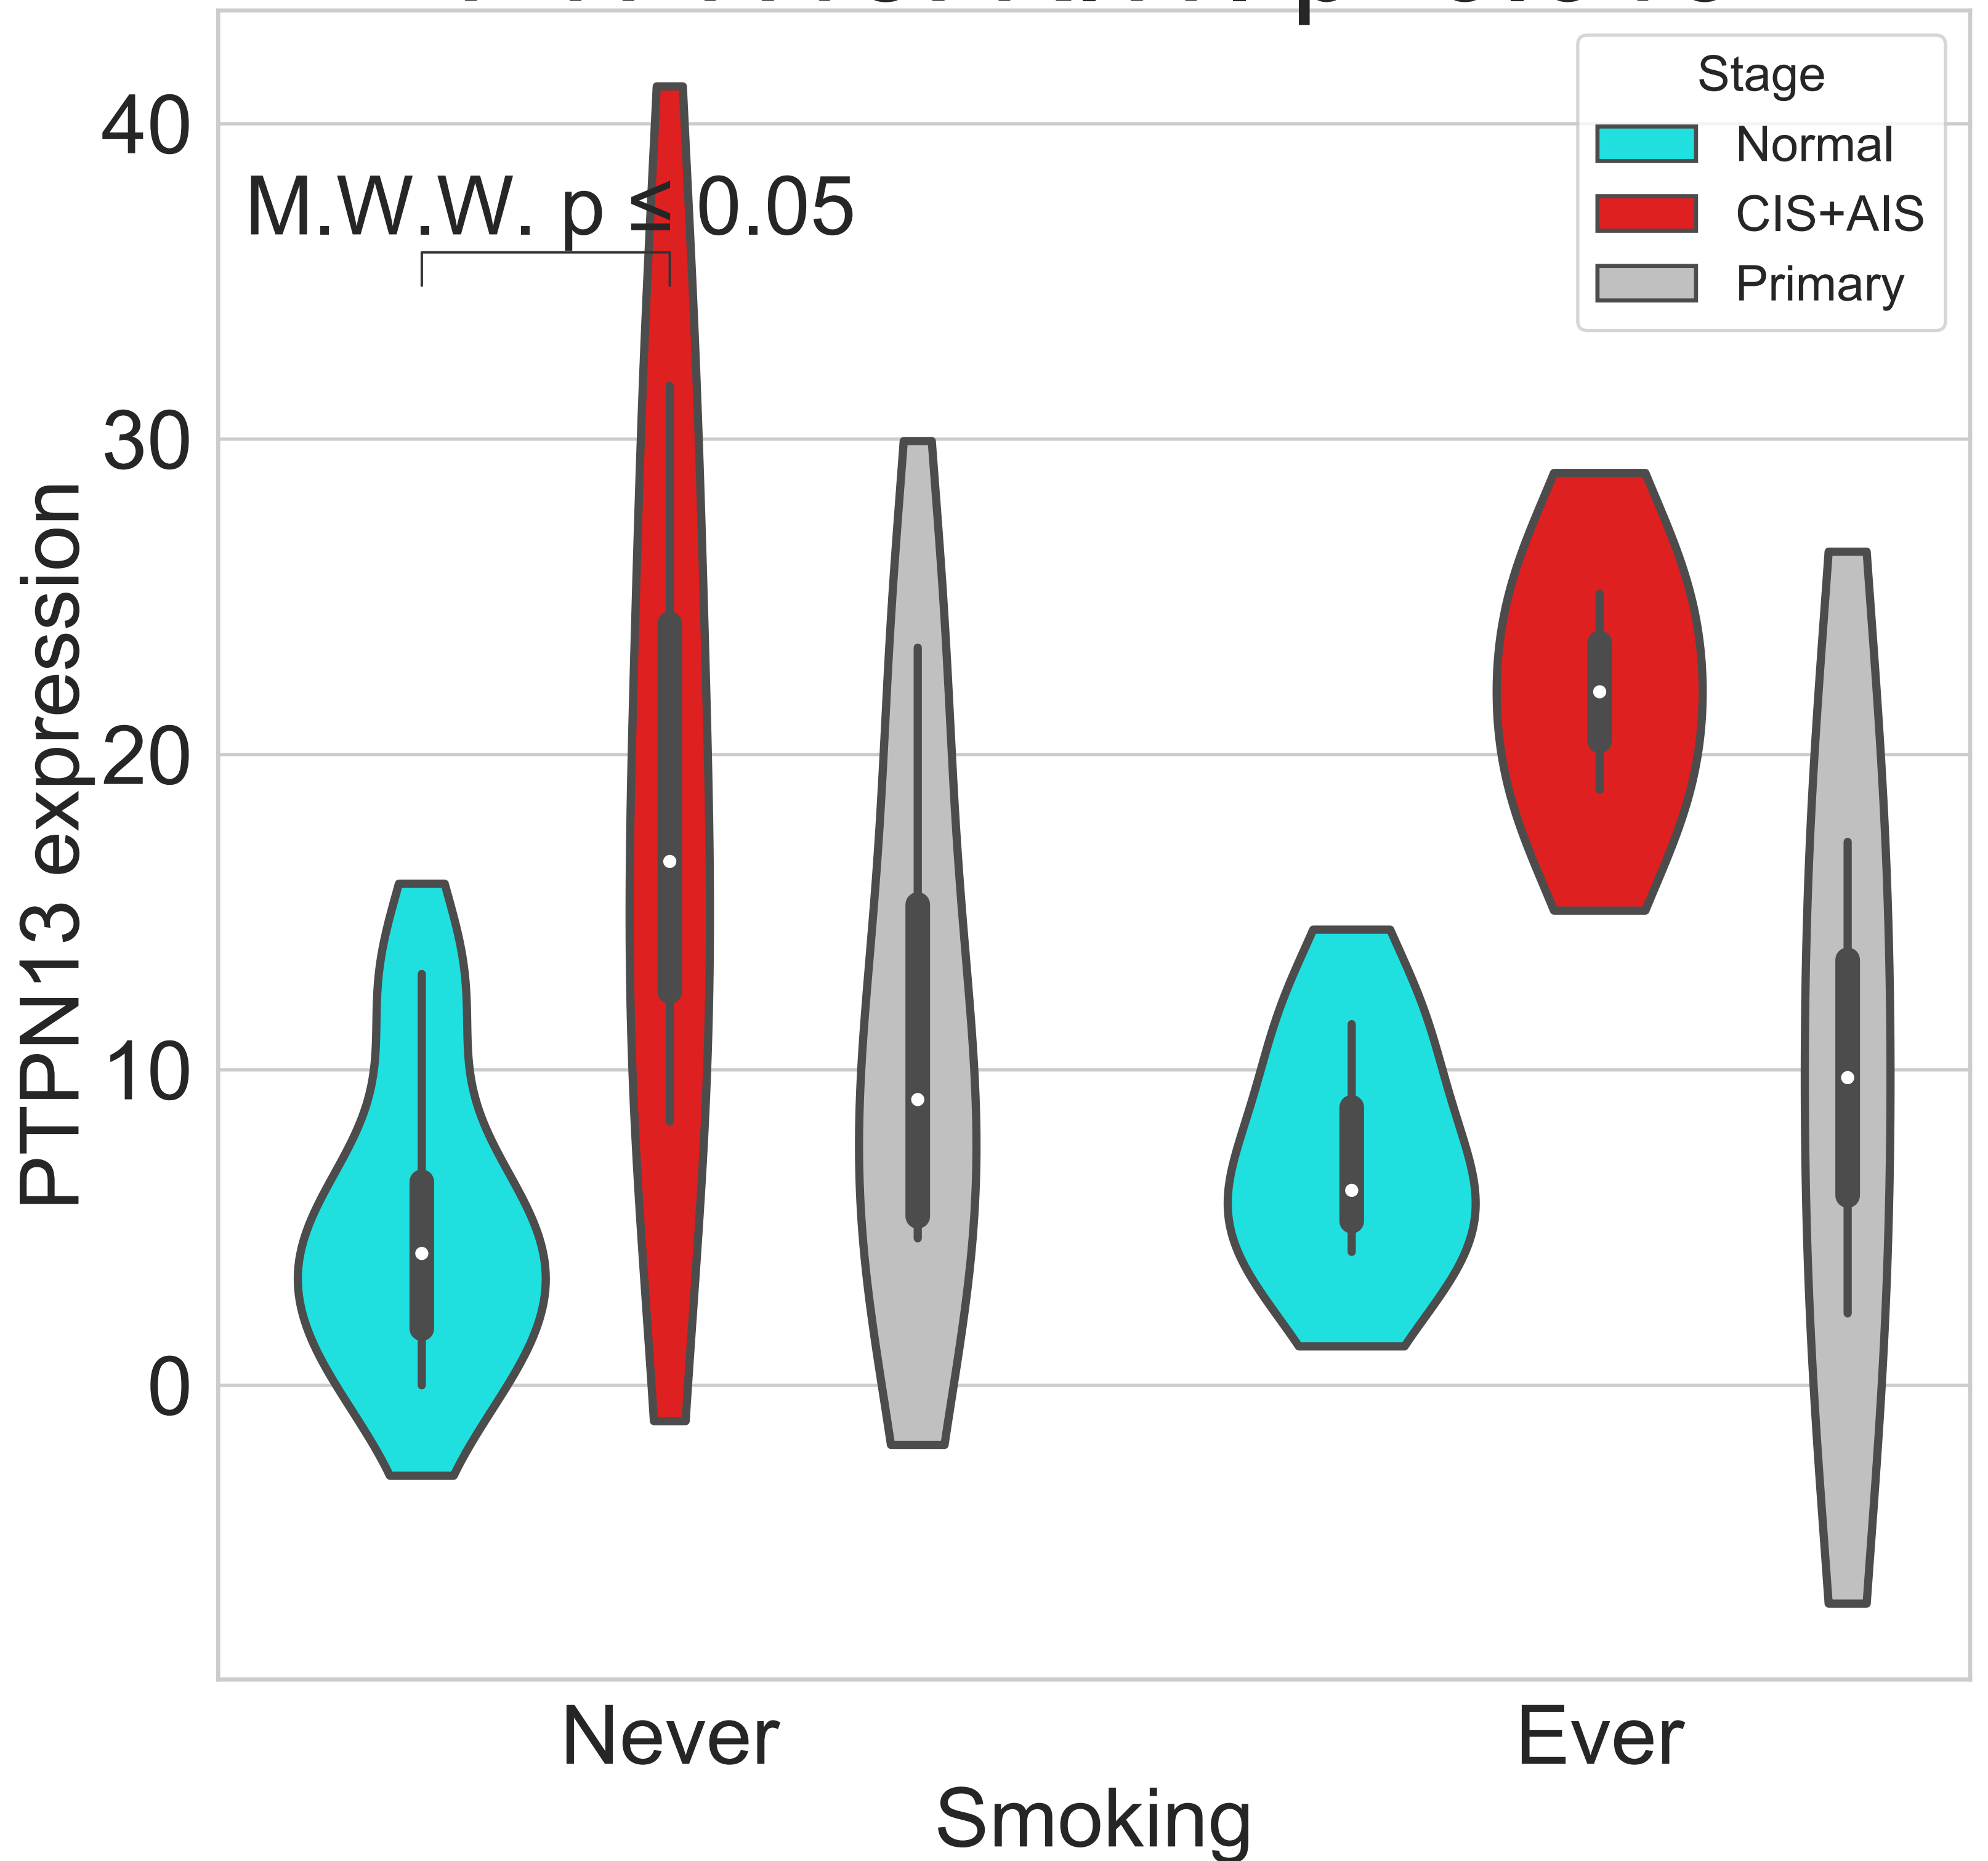 Stage
Normal
CIS+AIS
Primary
M.W.W. p ≤ 0.05
40
30
20
10
0
PTPN13 expression
Never
Ever
Smoking